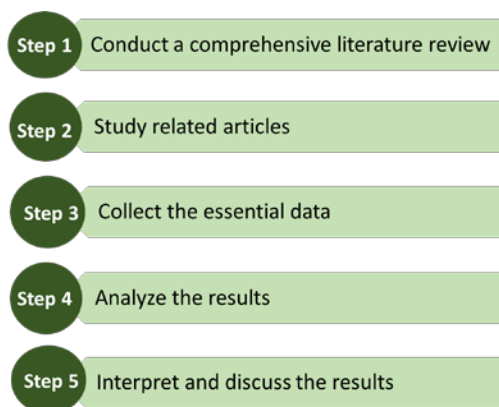 Step 1 Conduct a comprehensive literature review
Step 2 Study related articles
Step 3 Collect the essential data
Step 4 Analyze the results
Step 5 Interpret and discuss the results